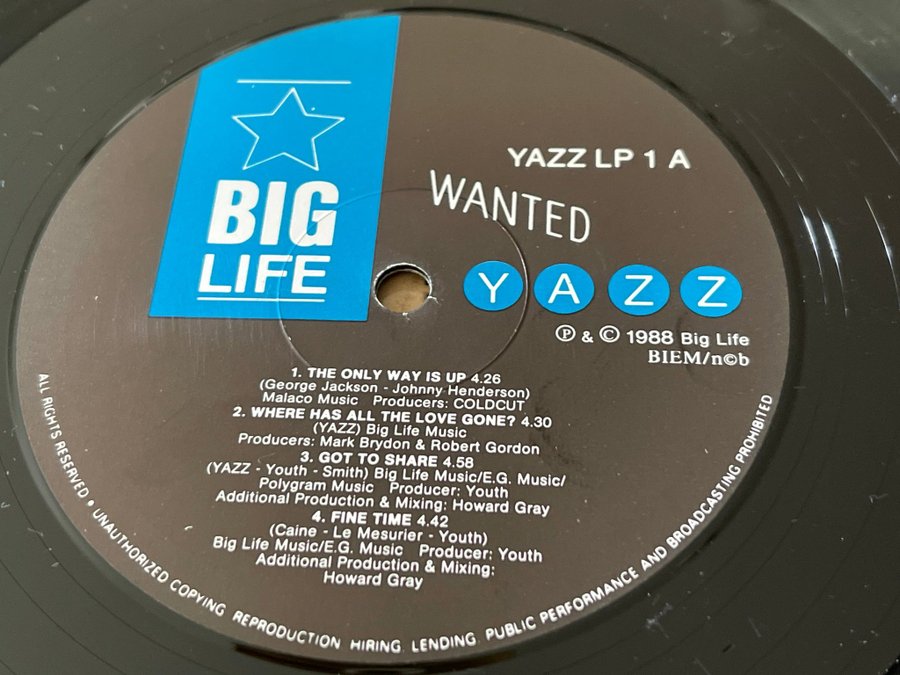 BIG
LIFE
YAZZ LP 1 A
WANTED
Y A Z Z
℗ & © 1988 Big Life
BIEM/n©b
1. THE ONLY WAY IS UP 4.26
(George Jackson - Johnny Henderson)
Malaco Music Producers: COLDCUT
2. WHERE HAS ALL THE LOVE GONE? 4.30
(YAZZ) Big Life Music
Producers: Mark Brydon & Robert Gordon
3. GOT TO SHARE 4.58
(YAZZ - Youth - Smith) Big Life Music/E.G. Music/
Polygram Music Producer: Youth
Additional Production & Mixing: Howard Gray
4. FINE TIME 4.42
(Caine - Le Mesurier - Youth)
Big Life Music/E.G. Music Producer: Youth
Additional Production & Mixing:
Howard Gray
ALL RIGHTS RESERVED • UNAUTHORIZED COPYING REPRODUCTION HIRING LENDING PUBLIC PERFORMANCE AND BROADCASTING PROHIBITED